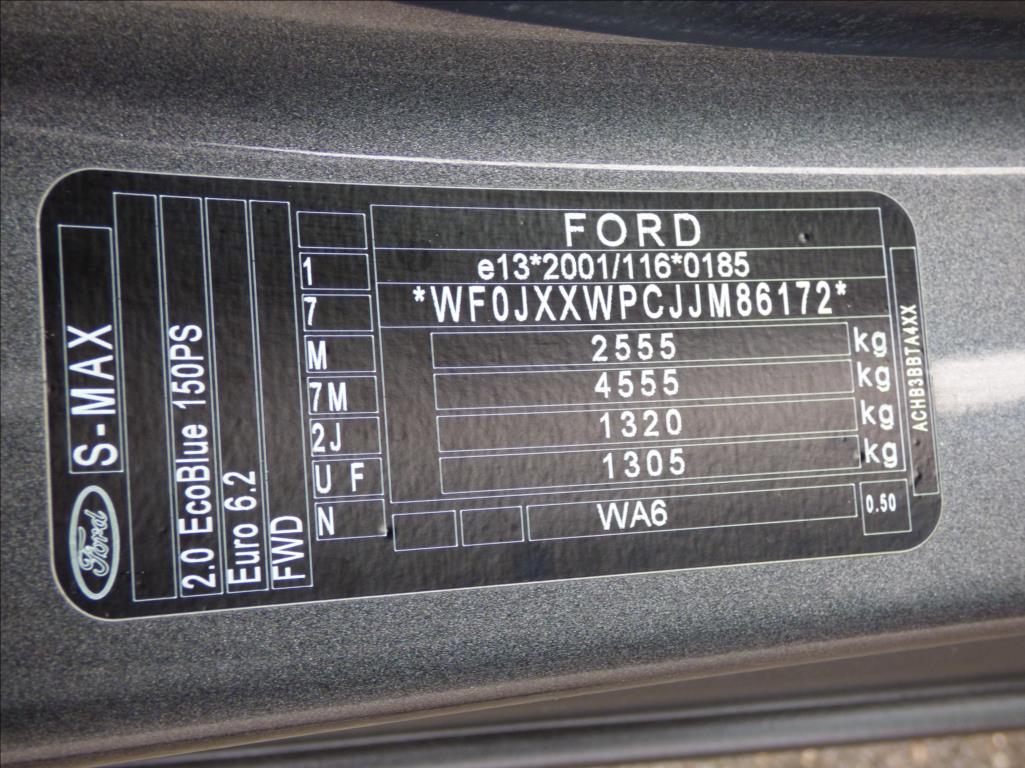 FORD
e13*2001/116*0185
*WF0JXXWPCJJM86172*
2555 kg
4555 kg
1320 kg
1305 kg
WA6
0.50
1
7
M
7M
2J
U F
N
S-MAX
Ford
2.0 EcoBlue 150PS
Euro 6.2
FWD
ACHB3BBTA4XX